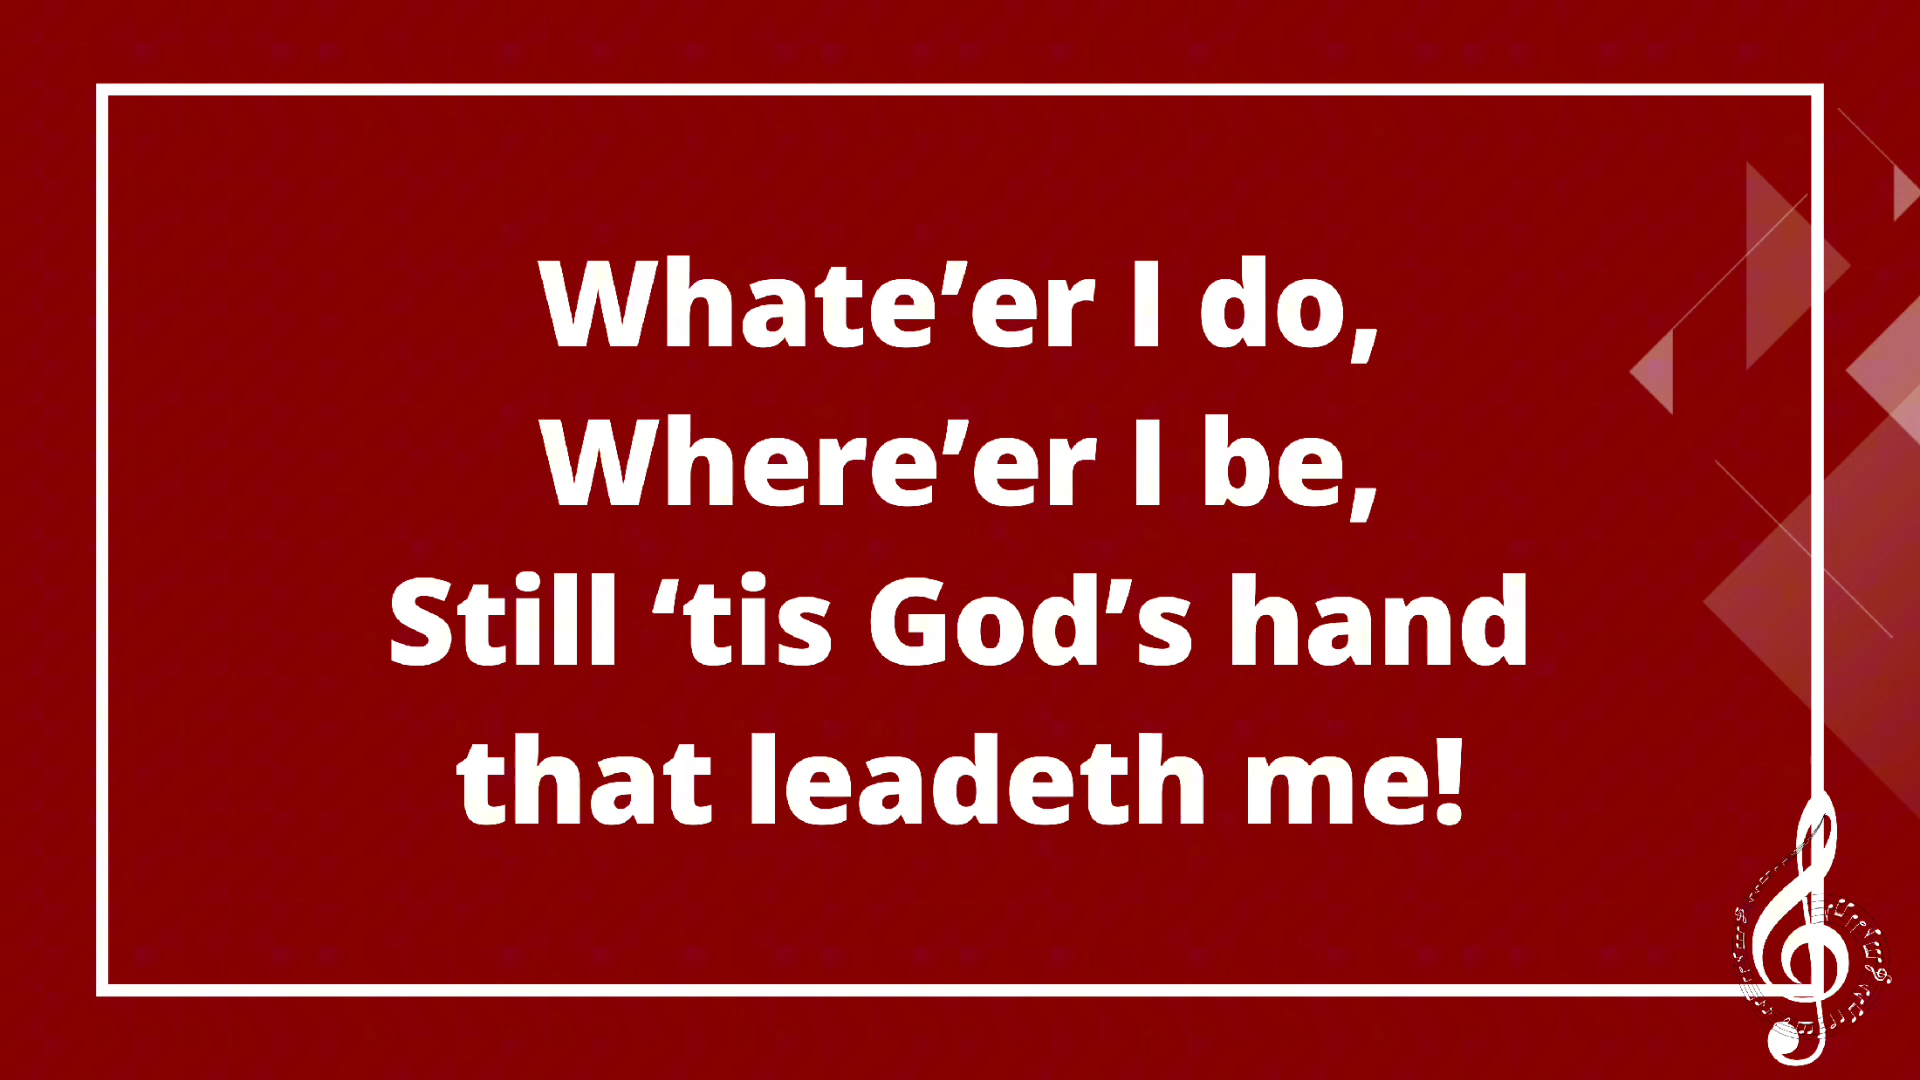 Whate’er I do,
Where’er I be,
Still ‘tis God’s hand
that leadeth me!